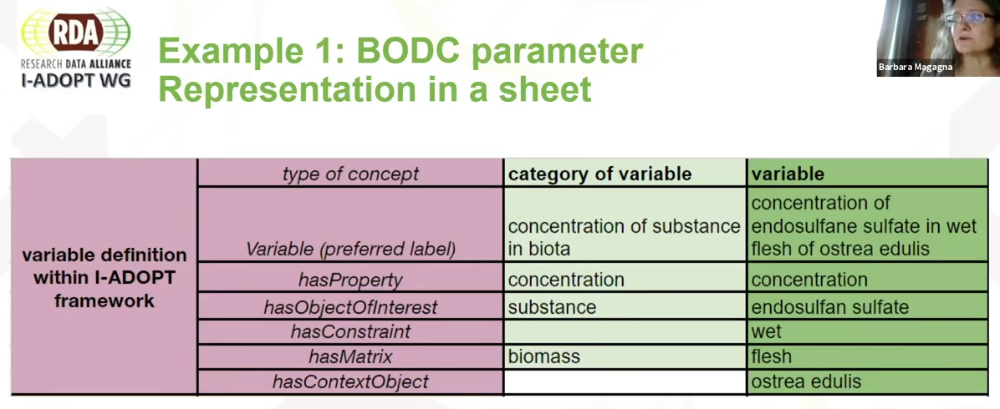 RDA
RESEARCH DATA ALLIANCE
I-ADOPT WG
Example 1: BODC parameter
Representation in a sheet
Barbara Magagna
variable definition
within I-ADOPT
framework
type of concept
category of variable
variable
Variable (preferred label)
concentration of substance
in biota
concentration of
endosulfane sulfate in wet
flesh of ostrea edulis
hasProperty
concentration
concentration
hasObjectOfInterest
substance
endosulfan sulfate
hasConstraint
wet
hasMatrix
biomass
flesh
hasContextObject
ostrea edulis